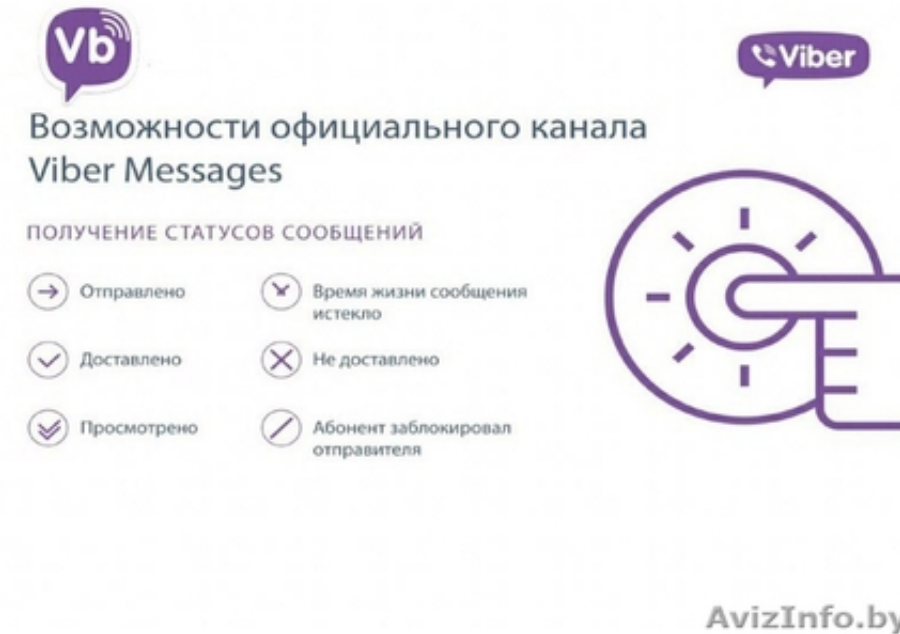 Vb
Viber
Возможности официального канала
Viber Messages
ПОЛУЧЕНИЕ СТАТУСОВ СООБЩЕНИЙ
Отправлено
Время жизни сообщения
истекло
Доставлено
Не доставлено
Просмотрено
Абонент заблокировал
отправителя
AvizInfo.by